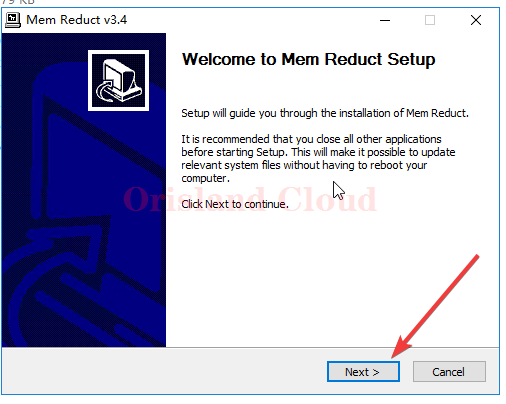 79 KB
Mem Reduct v3.4
Welcome to Mem Reduct Setup
Setup will guide you through the installation of Mem Reduct.
It is recommended that you close all other applications
before starting Setup. This will make it possible to update
relevant system files without having to reboot your
computer.
Orisland Cloud
Click Next to continue.
Next >
Cancel